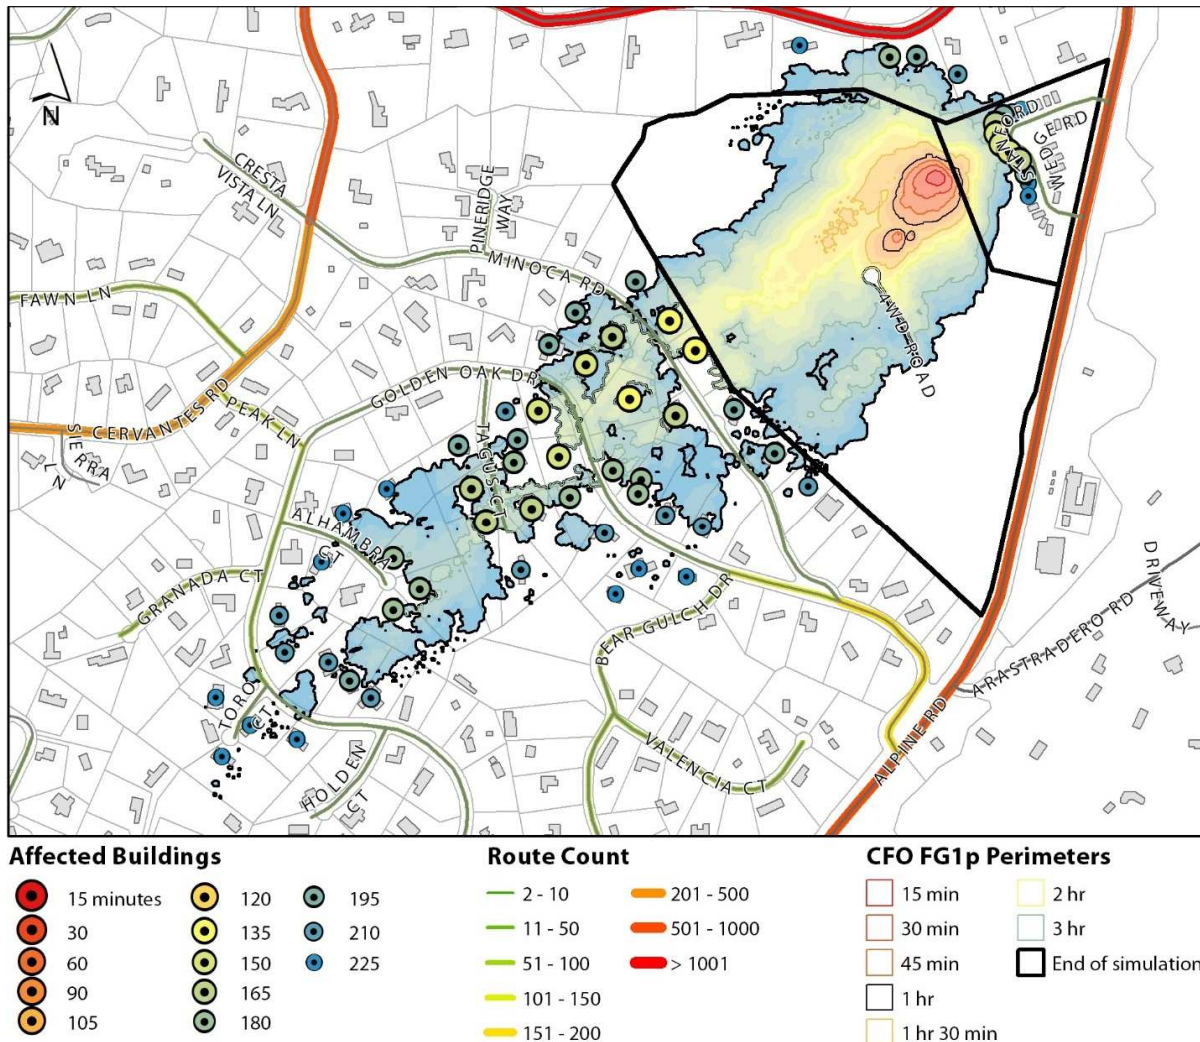 N
CRESTA
VISTA LN
PINERIDGE
WAY
MINOCA RD
FORD
WEDGE RD
FAWN LN
4WD ROAD
GOLDEN OAK DR
CERVANTES RD
PEAK LN
SIERRA
LN
TAGUS CT
ALHAMBRA
CT
GRANADA CT
BEAR GULCH DR
DRIVEWAY
ARASTRADERO RD
TORO
CT
HOLDEN
CT
VALENCIA CT
ALPINE RD
Affected Buildings
15 minutes
30
60
90
105
120
135
150
165
180
195
210
225
Route Count
2 - 10
11 - 50
51 - 100
101 - 150
151 - 200
201 - 500
501 - 1000
> 1001
CFO FG1p Perimeters
15 min
30 min
45 min
1 hr
1 hr 30 min
2 hr
3 hr
End of simulation